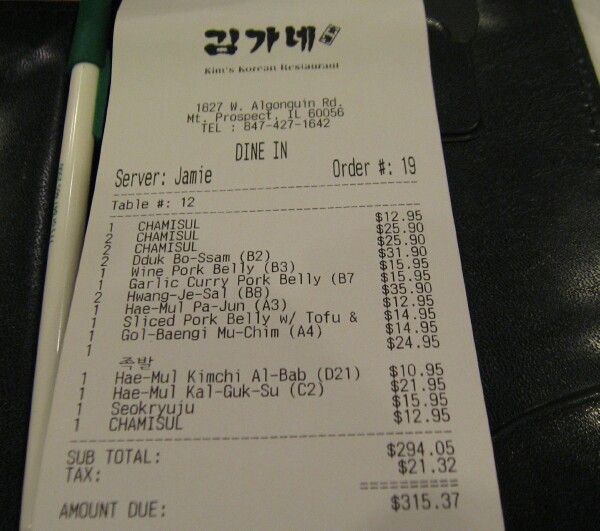 김가네
Kim's Korean Restaurant
1827 W. Algonquin Rd.
Mt. Prospect, IL 60056
TEL : 847-427-1642
DINE IN
Server: Jamie Order #: 19
Table #: 12
1 CHAMISUL $12.95
2 CHAMISUL $25.90
2 CHAMISUL $25.90
2 Dduk Bo-Ssam (B2) $31.90
1 Wine Pork Belly (B3) $15.95
1 Garlic Curry Pork Belly (B7 $15.95
2 Hwang-Je-Sal (B8) $35.90
1 Hae-Mul Pa-Jun (A3) $12.95
1 Sliced Pork Belly w/ Tofu & $14.95
1 Gol-Baengi Mu-Chim (A4) $14.95
1 $24.95
족발
1 Hae-Mul Kimchi Al-Bab (D21) $10.95
1 Hae-Mul Kal-Guk-Su (C2) $21.95
1 Seokryuju $15.95
1 CHAMISUL $12.95
SUB TOTAL: $294.05
TAX: $21.32
==========
AMOUNT DUE: $315.37